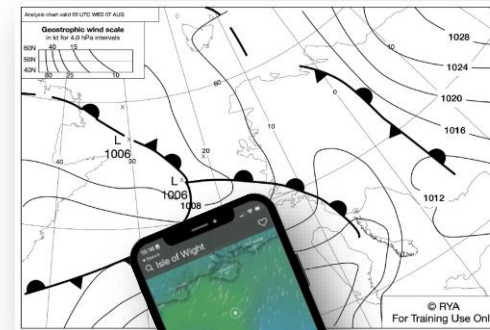 Analysis chart valid 00 UTC WED 07 AUG
Geostrophic wind scale
in kt for 4.0 hPa intervals
40 15
60N
50N
40N
80 25 10
1028
1024
1020
1016
1012
10
0
60
10
20
30
40
L
1006
L
1006
1008
Search
Isle of Wight
© RYA
For Training Use Onl